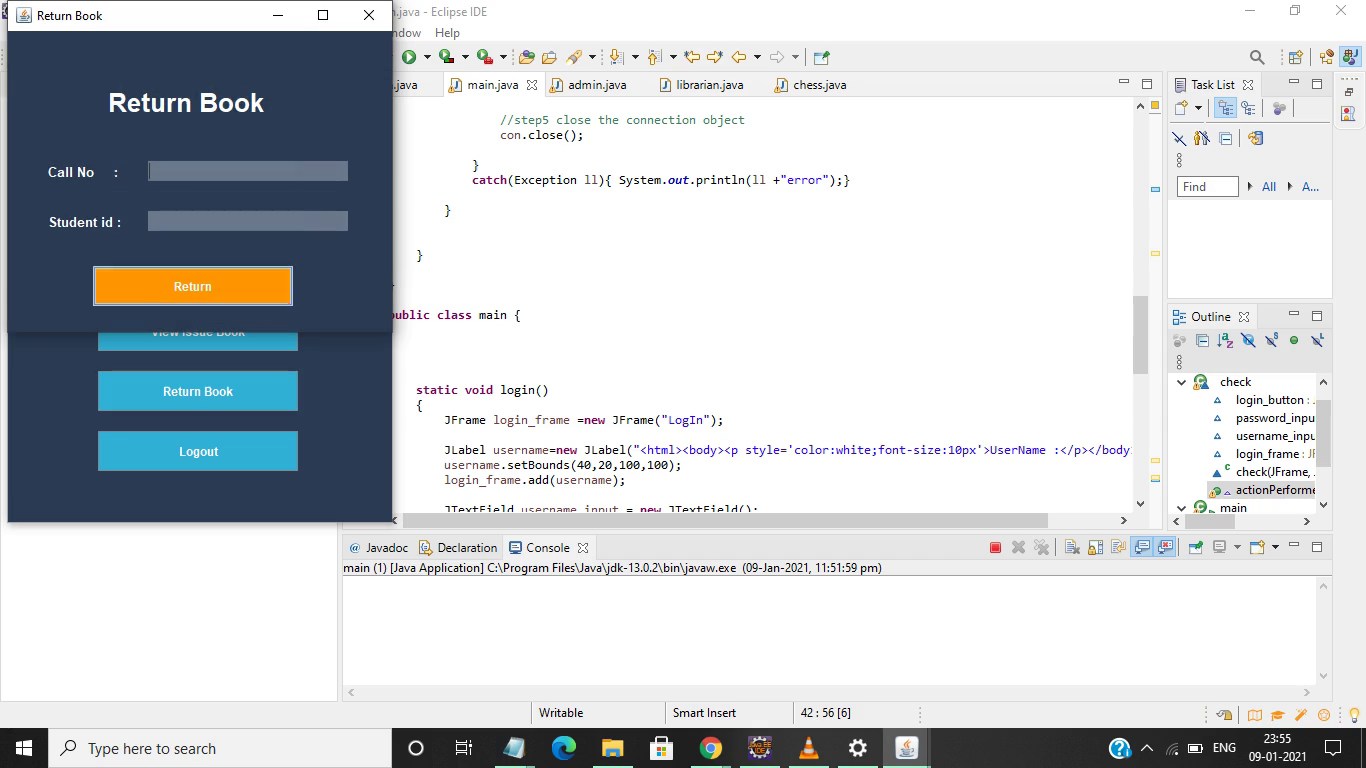 Return Book
Return Book
Call No :
Student id :
Return
Return Book
Logout
.java - Eclipse IDE
Help
.java
main.java
admin.java
librarian.java
chess.java
//step5 close the connection object
con.close();
}
catch(Exception ll){ System.out.println(ll +"error");}
}
}
public class main {
static void login()
{
JFrame login_frame =new JFrame("LogIn");
JLabel username=new JLabel("<html><body><p style='color:white;font-size:10px'>UserName :</p></body
username.setBounds(40,20,100,100);
login_frame.add(username);
JTextField username_input = new JTextField();
Task List
Find
All
A...
Outline
check
login_button : .
password_inpu
username_inpu
login_frame : JF
check(JFrame, .
actionPerforme
main
@ Javadoc
Declaration
Console
main (1) [Java Application] C:\Program Files\Java\jdk-13.0.2\bin\javaw.exe (09-Jan-2021, 11:51:59 pm)
Writable
Smart Insert
42 : 56 [6]
Type here to search
ENG
23:55
09-01-2021